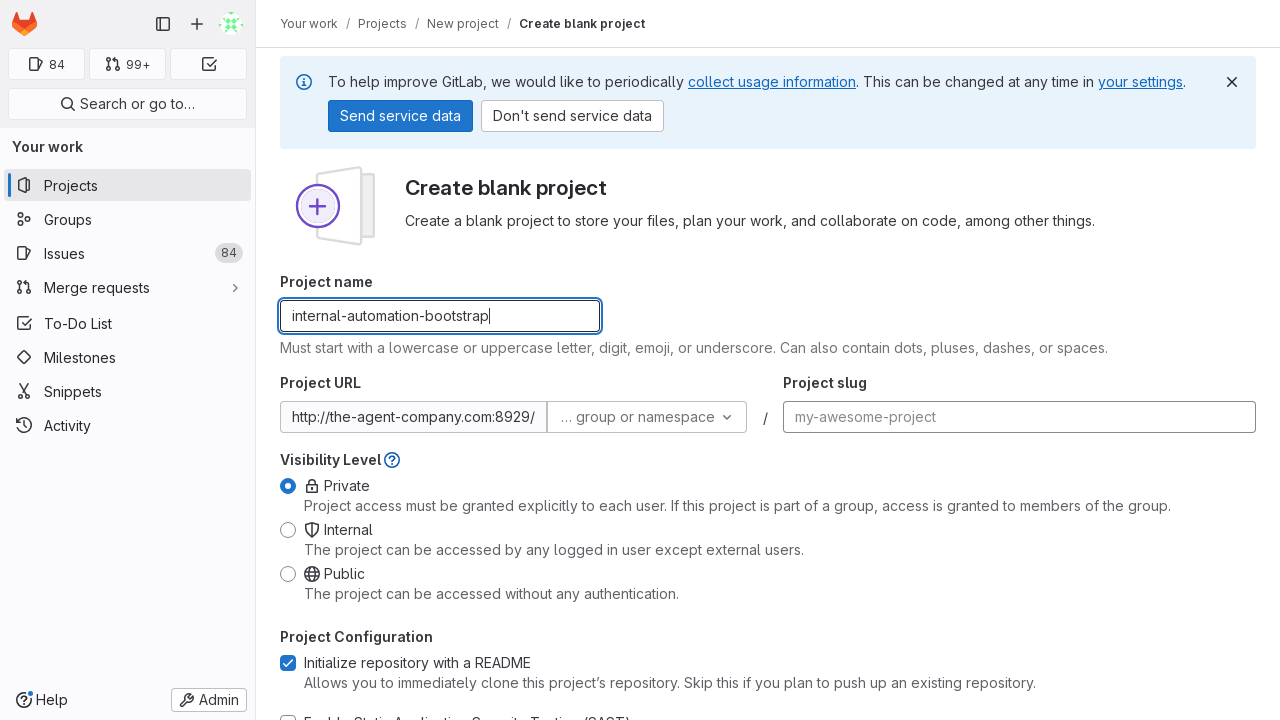 84
99+
Search or go to…
Your work
Projects
Groups
Issues
84
Merge requests
To-Do List
Milestones
Snippets
Activity
Help
Admin
Your work / Projects / New project / Create blank project
To help improve GitLab, we would like to periodically collect usage information. This can be changed at any time in your settings.
Send service data
Don't send service data
Create blank project
Create a blank project to store your files, plan your work, and collaborate on code, among other things.
Project name
internal-automation-bootstrap
Must start with a lowercase or uppercase letter, digit, emoji, or underscore. Can also contain dots, pluses, dashes, or spaces.
Project URL
http://the-agent-company.com:8929/
… group or namespace
/
Project slug
my-awesome-project
Visibility Level
Private
Project access must be granted explicitly to each user. If this project is part of a group, access is granted to members of the group.
Internal
The project can be accessed by any logged in user except external users.
Public
The project can be accessed without any authentication.
Project Configuration
Initialize repository with a README
Allows you to immediately clone this project’s repository. Skip this if you plan to push up an existing repository.
Enable Static Application Security Testing (SAST)